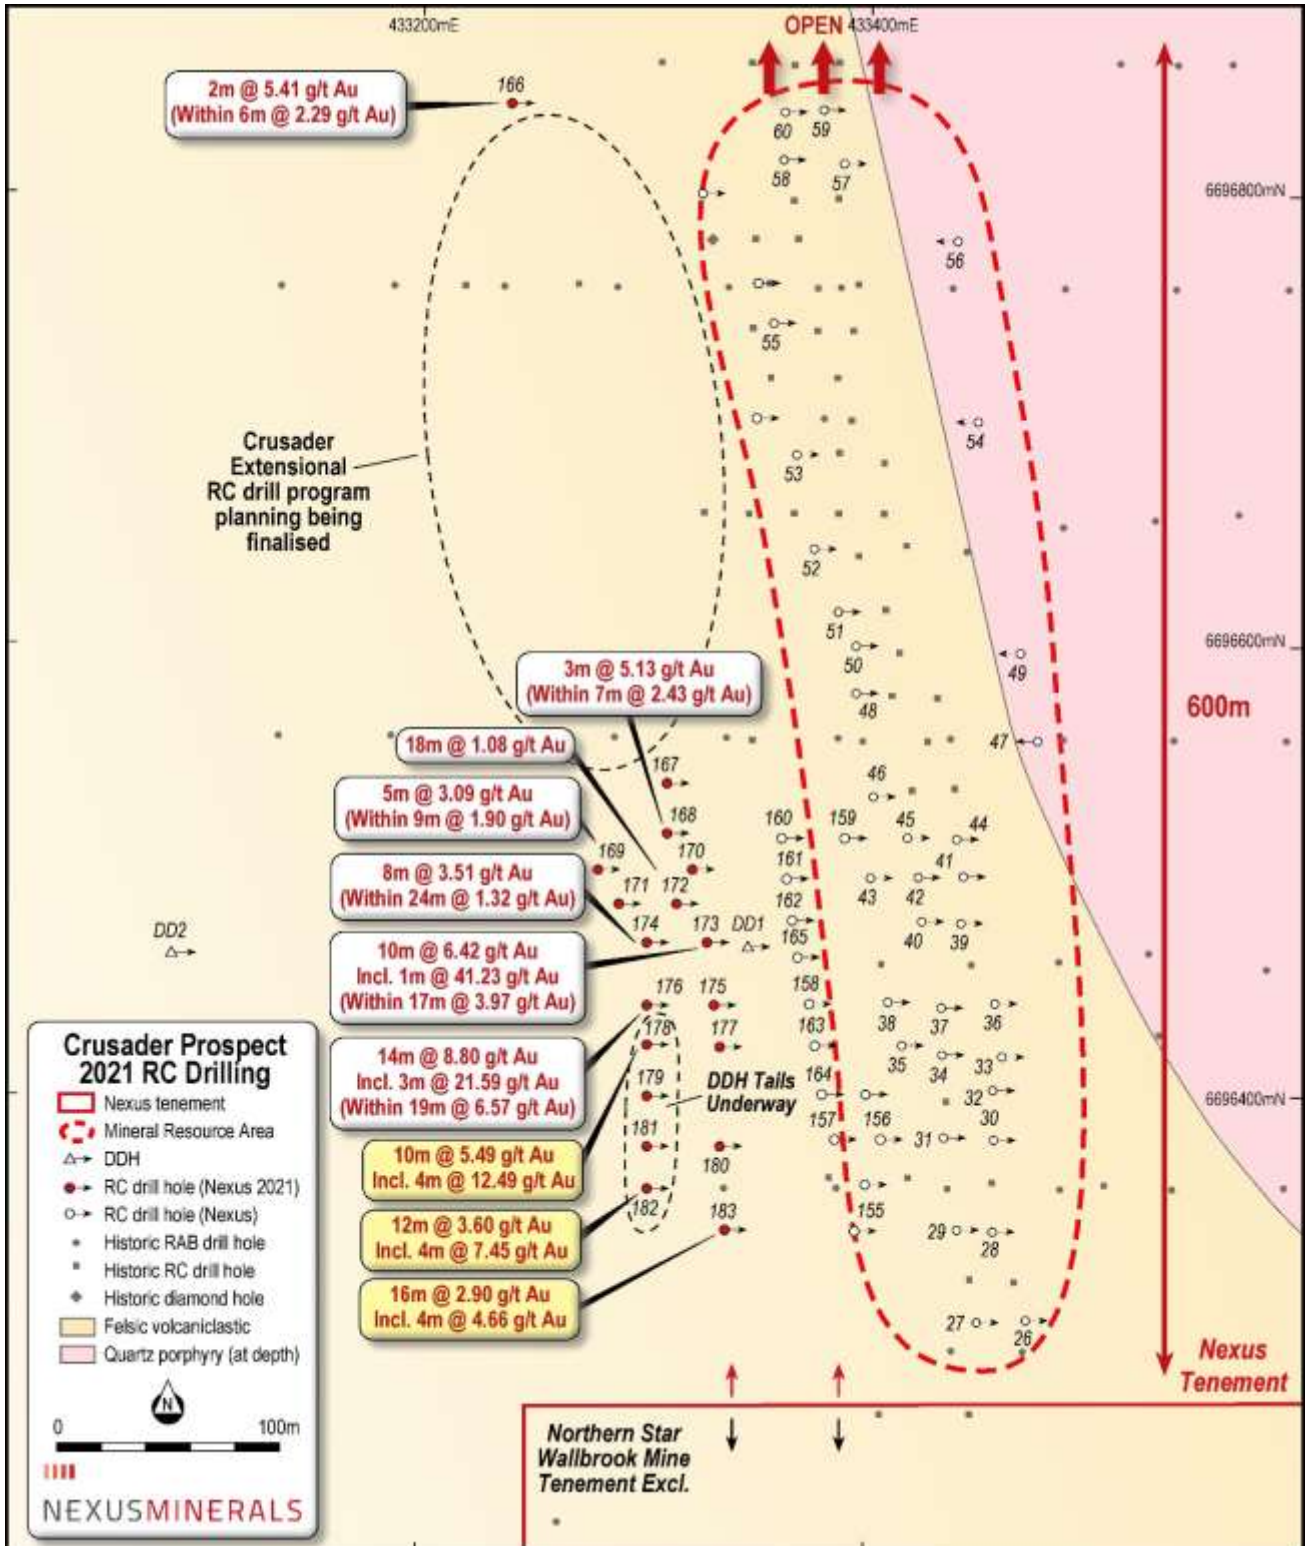 433200mE
OPEN 433400mE
2m @ 5.41 g/t Au
(Within 6m @ 2.29 g/t Au)
166
60
59
58
57
6696800mN
56
55
54
Crusader
Extensional
RC drill program
planning being
finalised
53
52
51
50
6696600mN
49
3m @ 5.13 g/t Au
(Within 7m @ 2.43 g/t Au)
48
600m
47
18m @ 1.08 g/t Au
167
46
5m @ 3.09 g/t Au
(Within 9m @ 1.90 g/t Au)
168
160
159
45
44
169
170
161
41
8m @ 3.51 g/t Au
(Within 24m @ 1.32 g/t Au)
171
172
162
43
42
174
173
DD1
165
40
39
DD2
10m @ 6.42 g/t Au
Incl. 1m @ 41.23 g/t Au
(Within 17m @ 3.97 g/t Au)
176
175
158
38
37
36
178
177
163
35
34
33
14m @ 8.80 g/t Au
Incl. 3m @ 21.59 g/t Au
(Within 19m @ 6.57 g/t Au)
179
DDH Tails
Underway
164
32
6696400mN
30
181
180
157
156
31
10m @ 5.49 g/t Au
Incl. 4m @ 12.49 g/t Au
182
183
155
29
28
12m @ 3.60 g/t Au
Incl. 4m @ 7.45 g/t Au
16m @ 2.90 g/t Au
Incl. 4m @ 4.66 g/t Au
27
26
Nexus
Tenement
Northern Star
Wallbrook Mine
Tenement Excl.
Crusader Prospect
2021 RC Drilling
Nexus tenement
Mineral Resource Area
DDH
RC drill hole (Nexus 2021)
RC drill hole (Nexus)
Historic RAB drill hole
Historic RC drill hole
Historic diamond hole
Felsic volcaniclastic
Quartz porphyry (at depth)
N
0 100m
NEXUSMINERALS